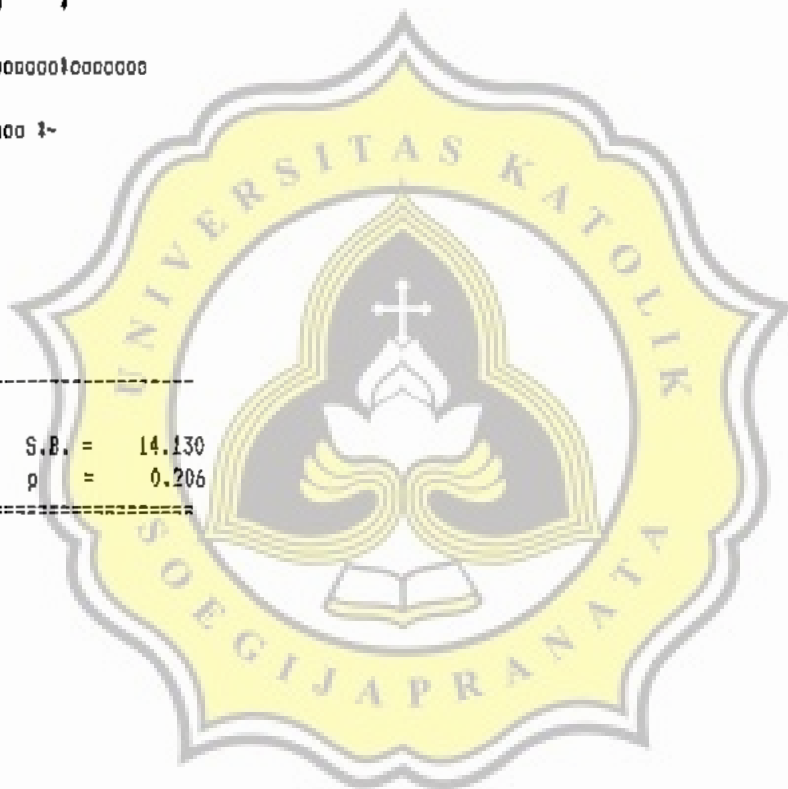 UNIVERSITAS KATOLIK
S.B. = 14.130
p = 0.206
SOEGIJAPRANATA